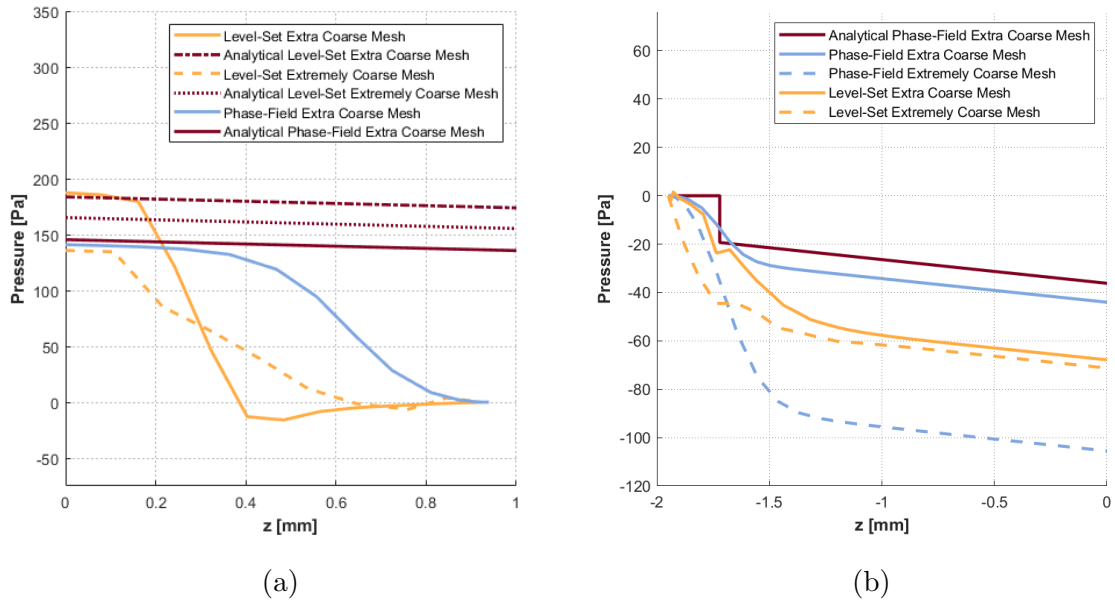 350
300
250
200
150
100
50
0
-50
Pressure [Pa]
Level-Set Extra Coarse Mesh
Analytical Level-Set Extra Coarse Mesh
Level-Set Extremely Coarse Mesh
Analytical Level-Set Extremely Coarse Mesh
Phase-Field Extra Coarse Mesh
Analytical Phase-Field Extra Coarse Mesh
0 0.2 0.4 0.6 0.8 1
z [mm]
(a)
60
40
20
0
-20
-40
-60
-80
-100
-120
Pressure [Pa]
Analytical Phase-Field Extra Coarse Mesh
Phase-Field Extra Coarse Mesh
Phase-Field Extremely Coarse Mesh
Level-Set Extra Coarse Mesh
Level-Set Extremely Coarse Mesh
-2 -1.5 -1 -0.5 0
z [mm]
(b)